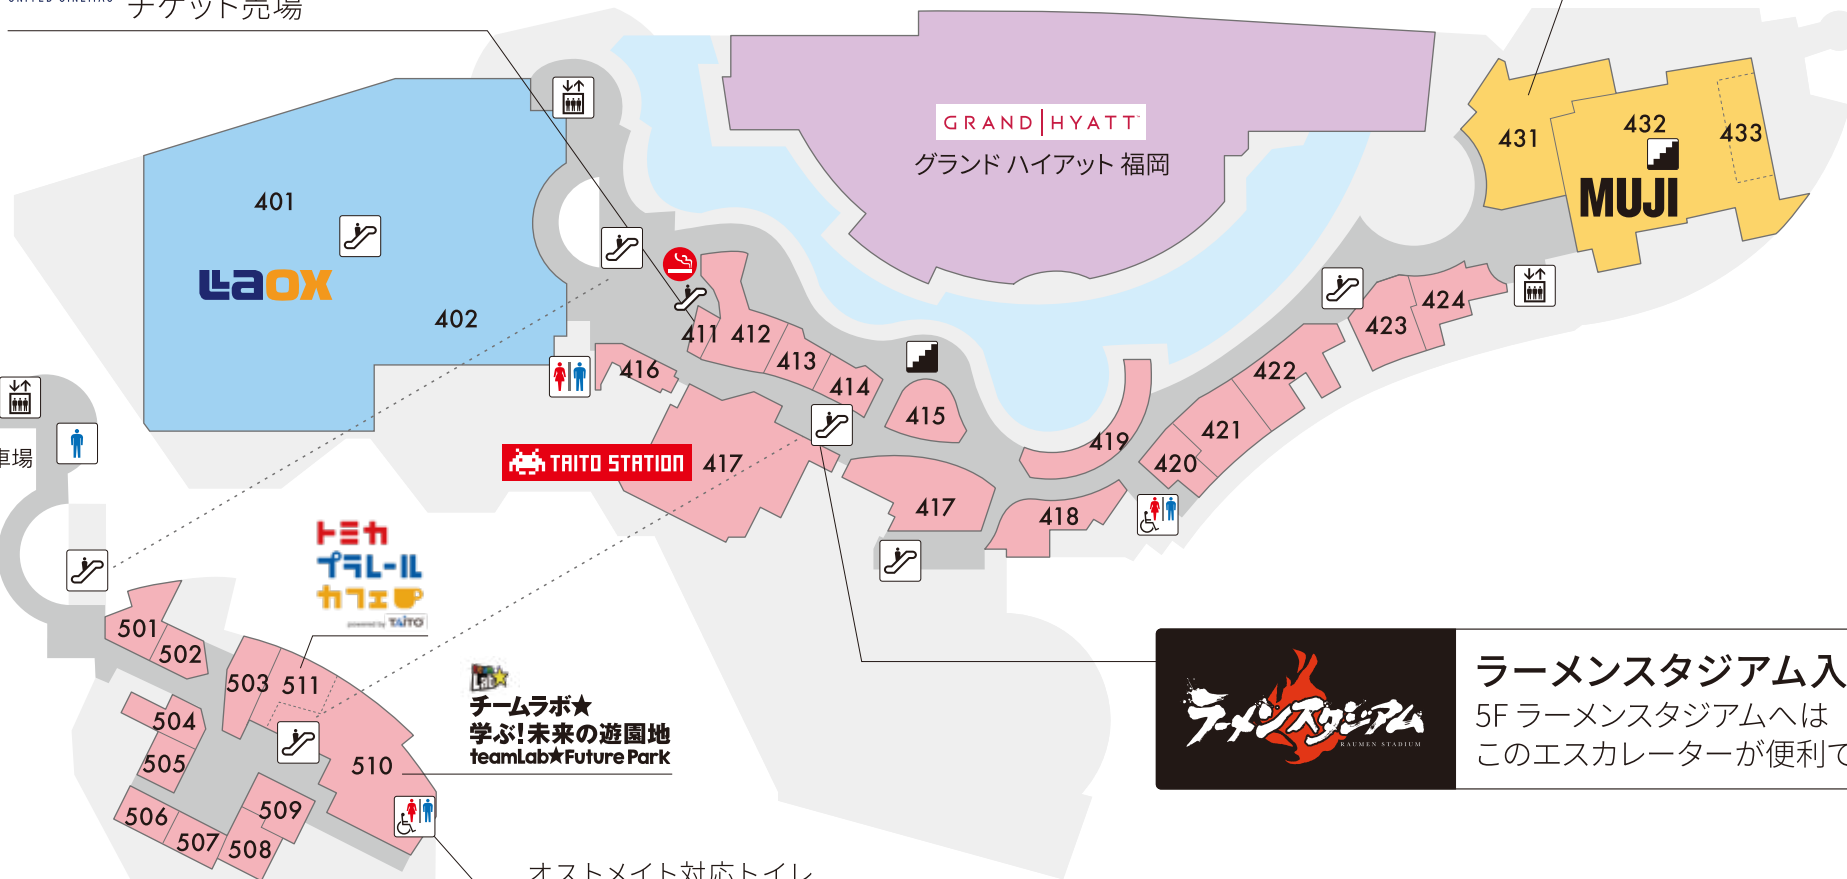 UNITED CINEMAS
チケット売場
GRAND HYATT
グランド ハイアット 福岡
401
LAOX
402
431
432
433
MUJI
411
412
413
414
415
416
TAITO STATION
417
417
418
419
420
421
422
423
424
車場
トミカ
プラレール
カフェ
powered by TAITO
501
502
503
511
504
505
506
507
508
509
510
Lab
チームラボ★
学ぶ!未来の遊園地
teamLab★Future Park
ラーメンスタジアム
RAUMEN STADIUM
ラーメンスタジアム入
5F ラーメンスタジアムへは
このエスカレーターが便利で
オストメイト対応トイレ